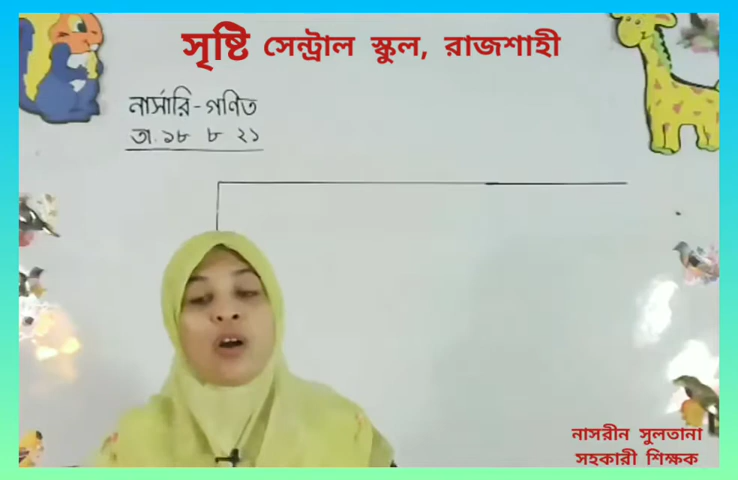 সৃষ্টি সেন্ট্রাল স্কুল, রাজশাহী
নার্সারি-গণিত
তা. ১৮ ৮ ২১
নাসরীন সুলতানা
সহকারী শিক্ষক